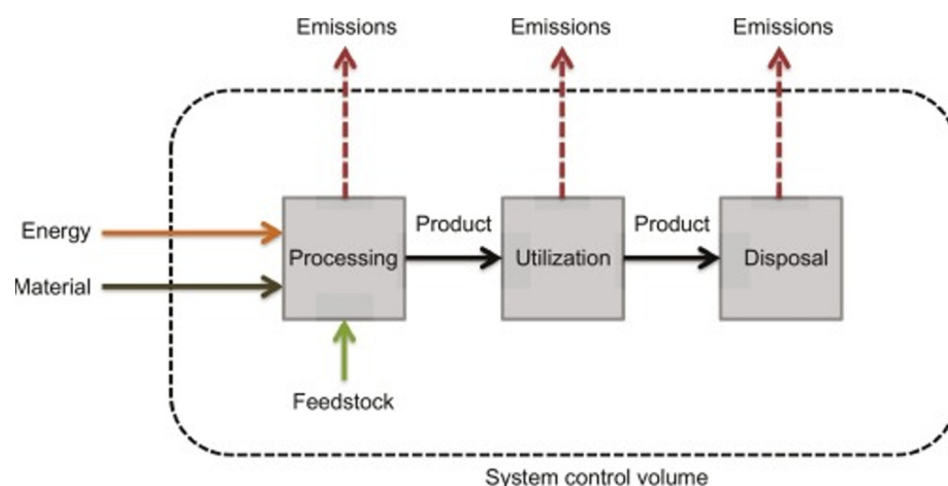 Emissions
Emissions
Emissions
Energy
Material
Processing
Product
Utilization
Product
Disposal
Feedstock
System control volume